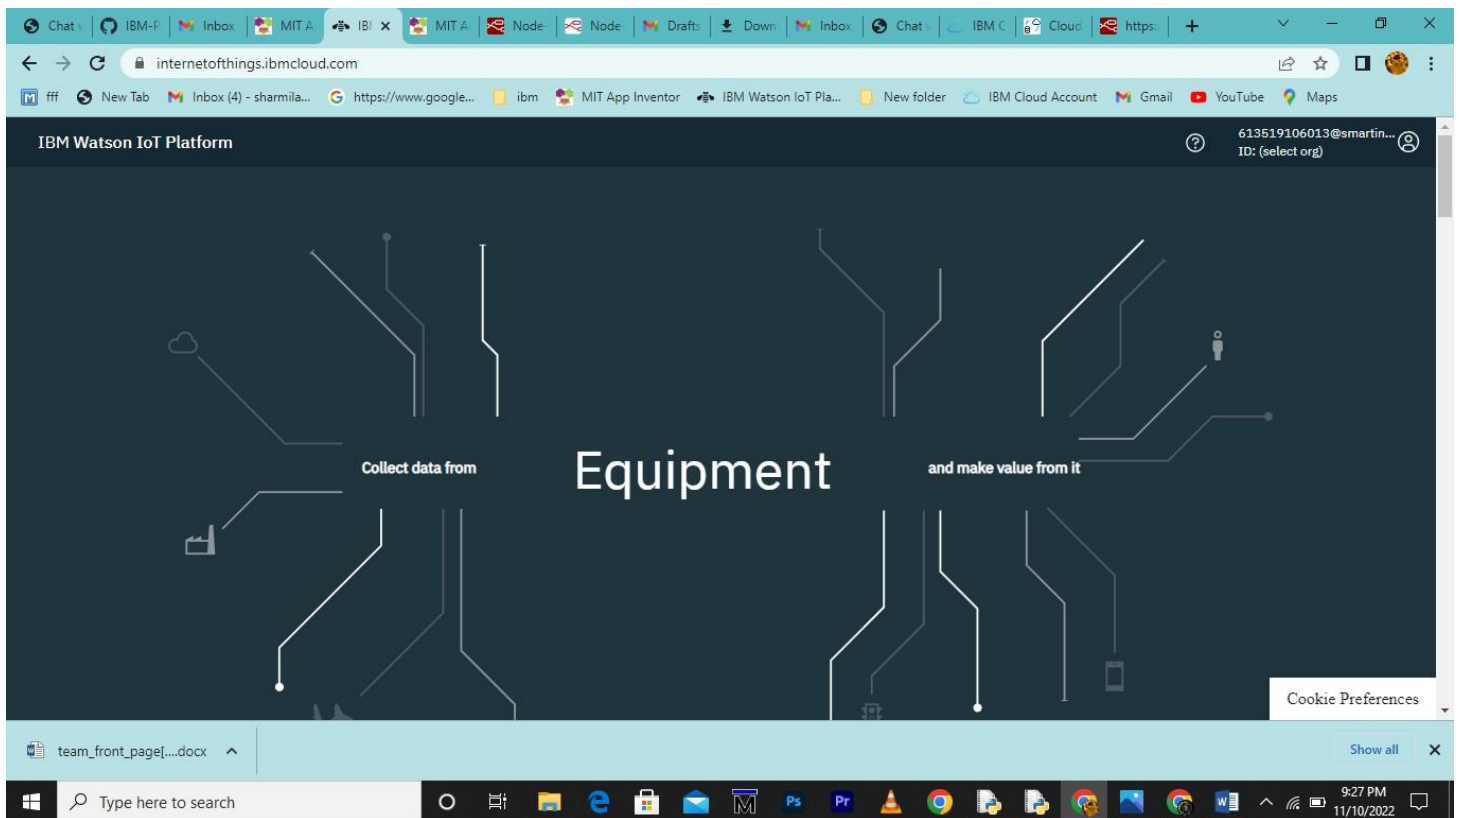 Chat
IBM-P
Inbox
MIT A
IBI
MIT A
Node-
Node-
Drafts
Down
Inbox
Chat
IBM C
Cloud
https:
internetofthings.ibmcloud.com
fff
New Tab
Inbox (4) - sharmila...
https://www.google...
ibm
MIT App Inventor
IBM Watson IoT Pla...
New folder
IBM Cloud Account
Gmail
YouTube
Maps
IBM Watson IoT Platform
613519106013@smartin...
ID: (select org)
Collect data from
Equipment
and make value from it
Cookie Preferences
team_front_page[....docx
Show all
Type here to search
Ps
Pr
9:27 PM
11/10/2022